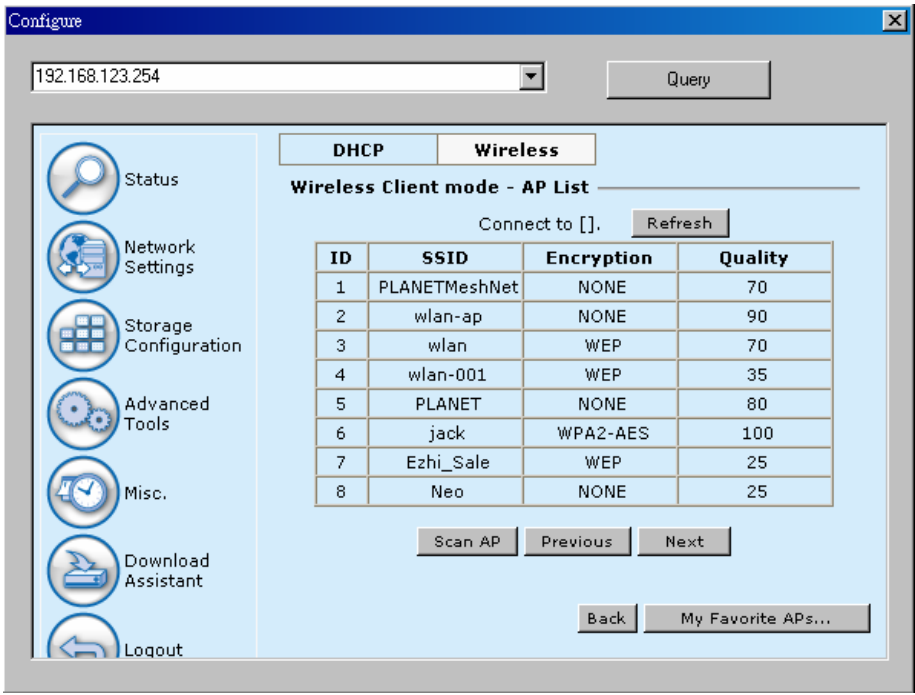 Configure
192.168.123.254
Query
Status
Network
Settings
Storage
Configuration
Advanced
Tools
Misc.
Download
Assistant
Logout
DHCP Wireless
Wireless Client mode - AP List
Connect to []. Refresh
ID SSID Encryption Quality
1 PLANETMeshNet NONE 70
2 wlan-ap NONE 90
3 wlan WEP 70
4 wlan-001 WEP 35
5 PLANET NONE 80
6 jack WPA2-AES 100
7 Ezhi_Sale WEP 25
8 Neo NONE 25
Scan AP Previous Next
Back My Favorite APs...